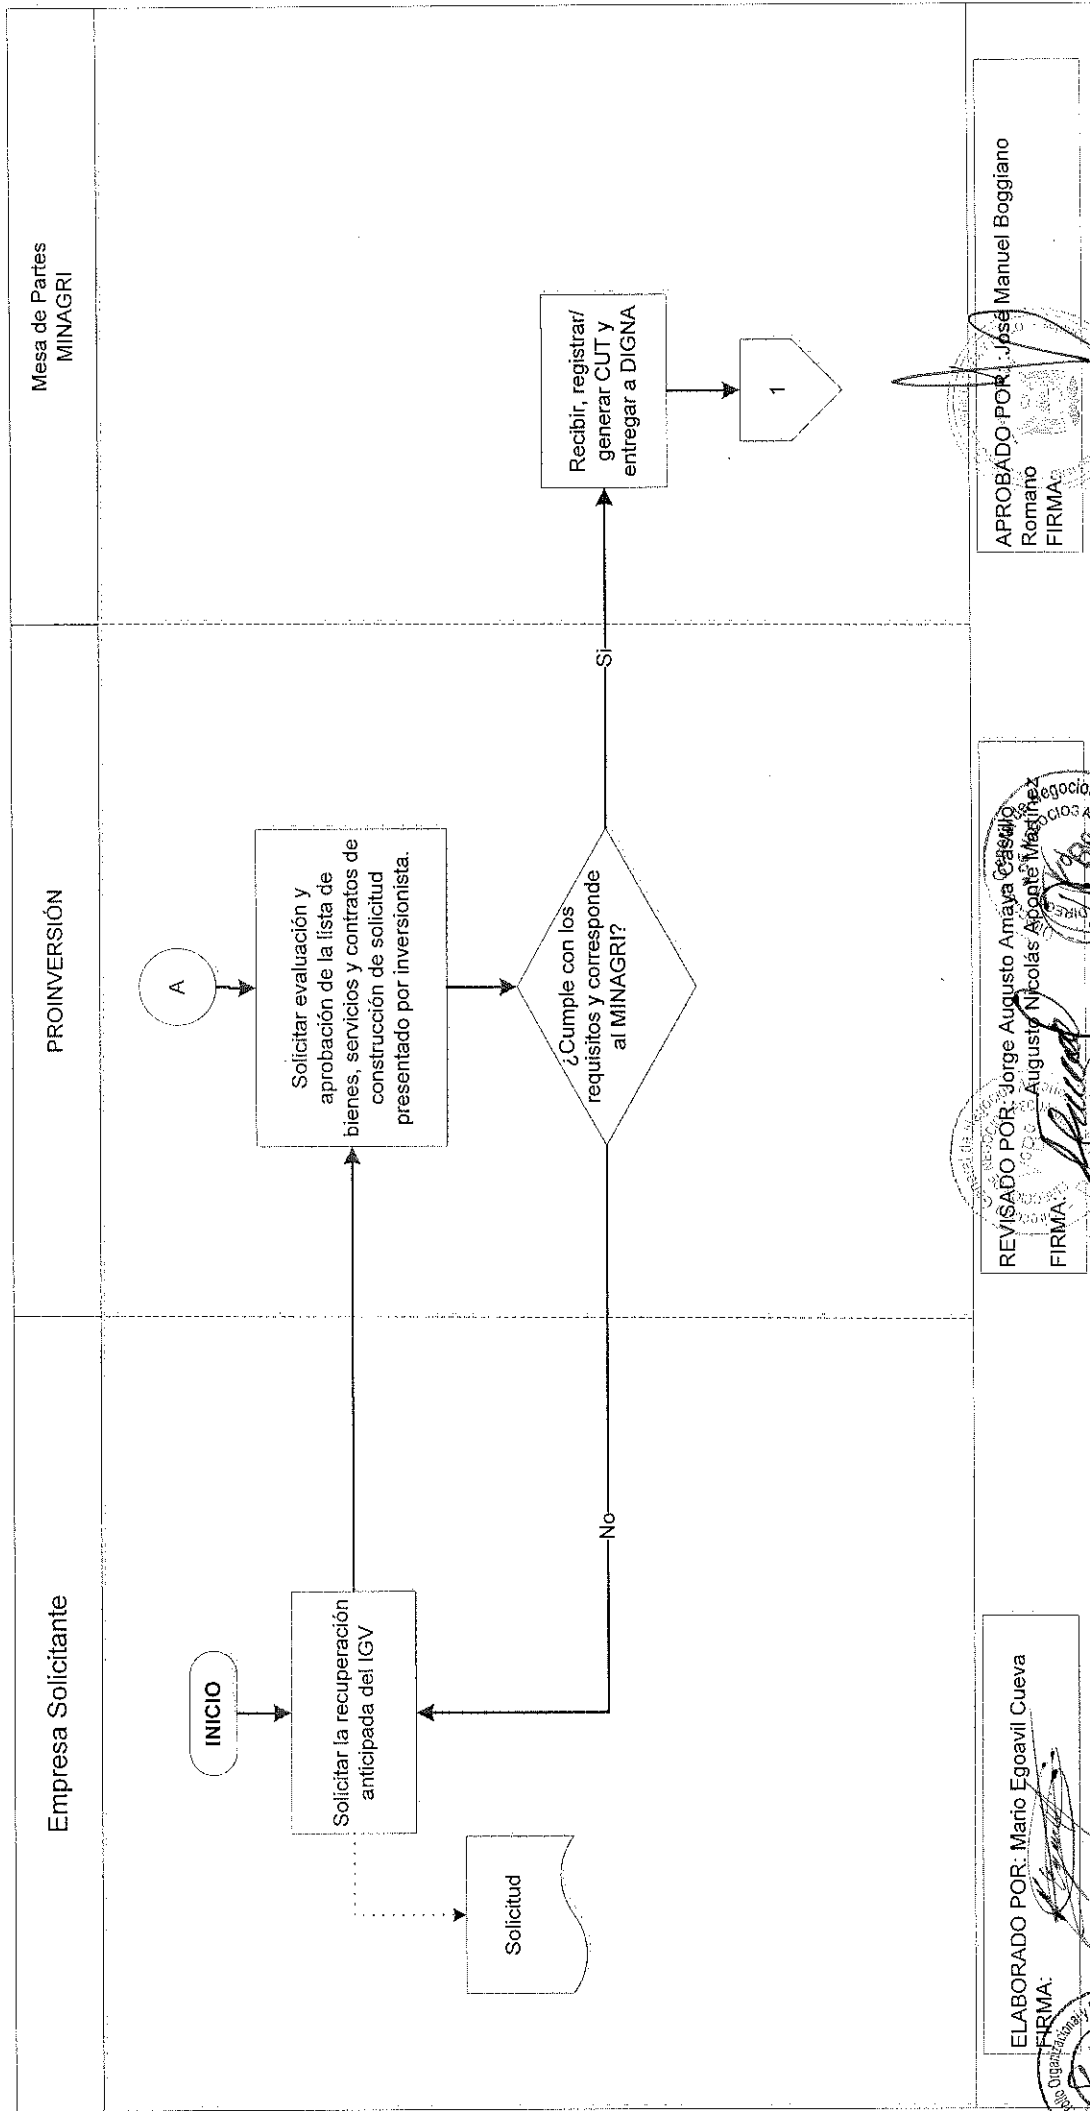 Empresa Solicitante
PROINVERSIÓN
Mesa de Partes
MINAGRI
INICIO
Solicitar la recuperación
anticipada del IGV
Solicitud
A
Solicitar evaluación y
aprobación de la lista de
bienes, servicios y contratos de
construcción de solicitud
presentado por inversionista.
¿Cumple con los
requisitos y corresponde
al MINAGRI?
No
Si
Recibir, registrar/
generar CUT y
entregar a DIGNA
1
ELABORADO POR: Mario Egoavil Cueva
FIRMA:
REVISADO POR: Jorge Augusto Amaya Castillo
Augusto Nicolás Aponte Martínez
FIRMA:
APROBADO POR: José Manuel Boggiano
Romano
FIRMA: